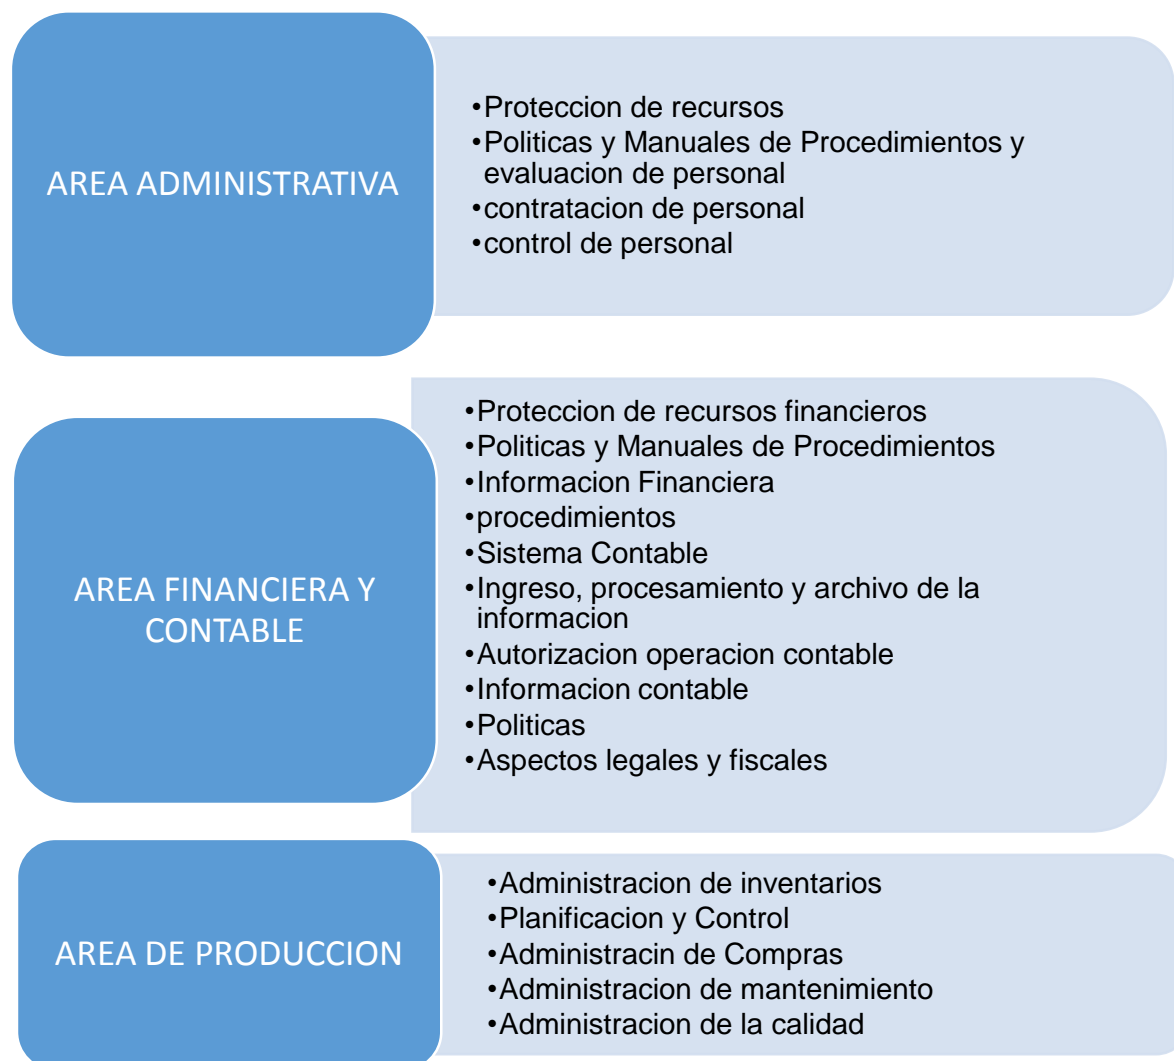 AREA ADMINISTRATIVA
•Proteccion de recursos
•Politicas y Manuales de Procedimientos y
evaluacion de personal
•contratacion de personal
•control de personal
AREA FINANCIERA Y
CONTABLE
•Proteccion de recursos financieros
•Politicas y Manuales de Procedimientos
•Informacion Financiera
•procedimientos
•Sistema Contable
•Ingreso, procesamiento y archivo de la
informacion
•Autorizacion operacion contable
•Informacion contable
•Politicas
•Aspectos legales y fiscales
AREA DE PRODUCCION
•Administracion de inventarios
•Planificacion y Control
•Administracin de Compras
•Administracion de mantenimiento
•Administracion de la calidad